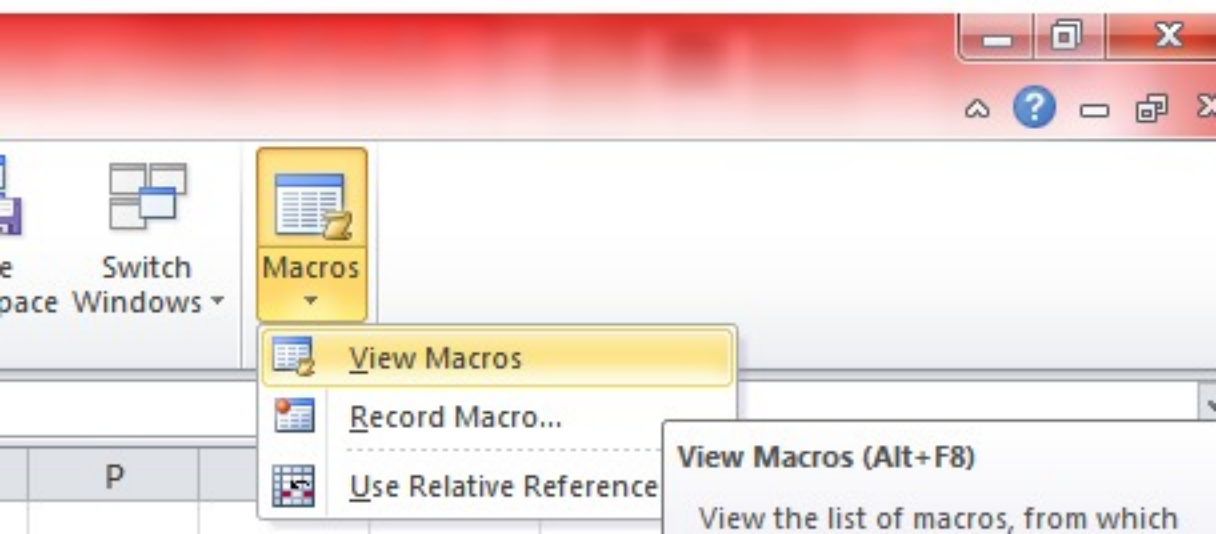 e
pace
Switch
Windows
Macros
View Macros
Record Macro...
Use Relative Reference
P
View Macros (Alt+F8)
View the list of macros, from which